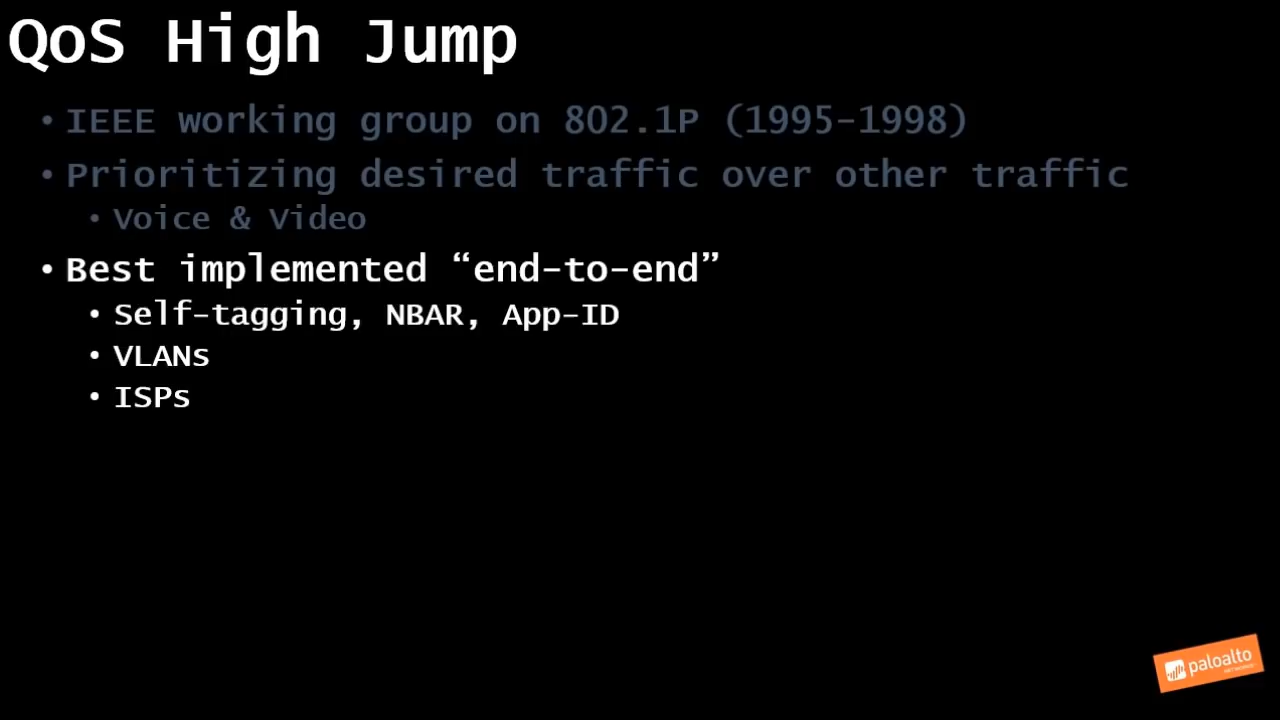 QoS High Jump
• IEEE working group on 802.1P (1995-1998)
• Prioritizing desired traffic over other traffic
• Voice & Video
• Best implemented “end-to-end”
• Self-tagging, NBAR, App-ID
• VLANs
• ISPs
paloalto